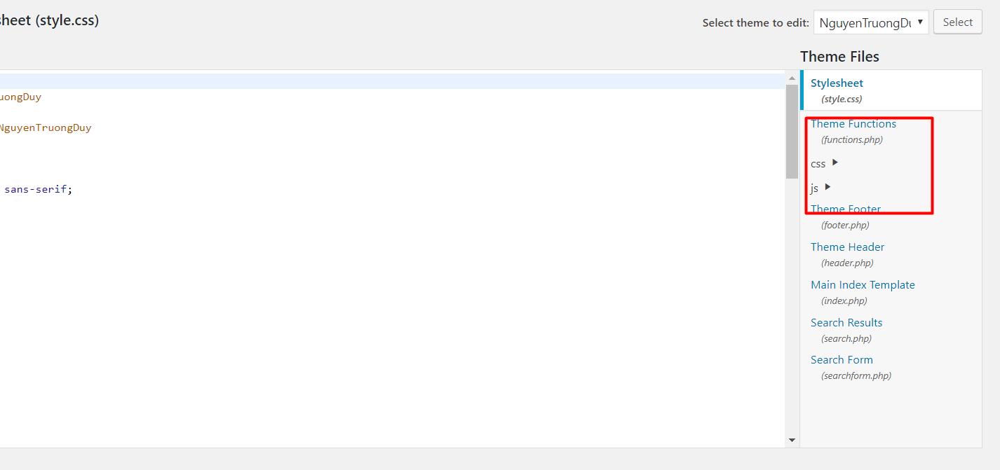 heet (style.css)
Select theme to edit: NguyenTruongDu Select
Theme Files
Stylesheet
(style.css)
uongDuy
NguyenTruongDuy
sans-serif;
Theme Functions
(functions.php)
css
js
Theme Footer
(footer.php)
Theme Header
(header.php)
Main Index Template
(index.php)
Search Results
(search.php)
Search Form
(searchform.php)